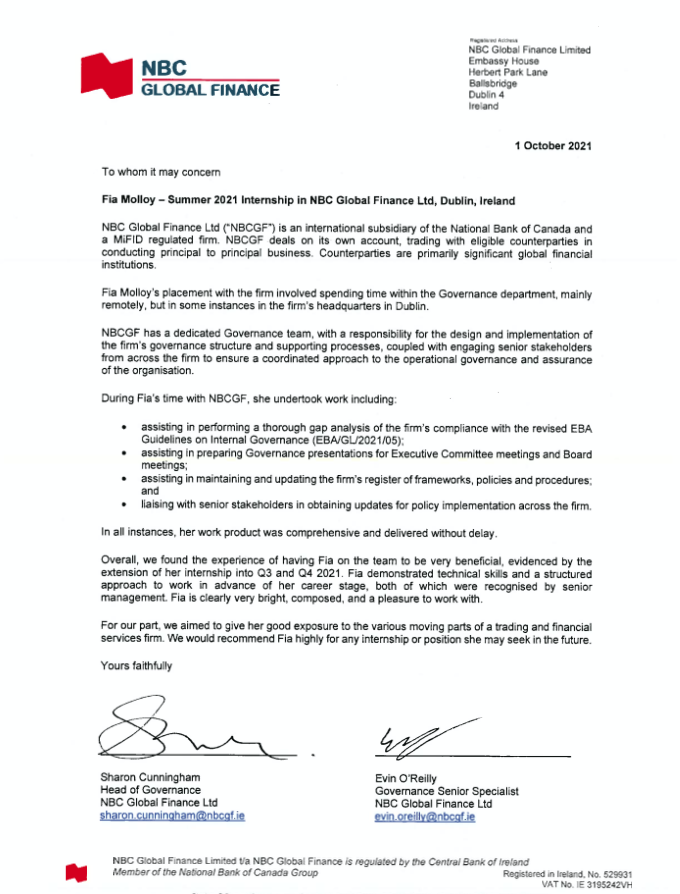 Registered Address
NBC Global Finance Limited
Embassy House
Herbert Park Lane
Ballsbridge
Dublin 4
Ireland
NBC
GLOBAL FINANCE
1 October 2021
To whom it may concern
Fia Molloy – Summer 2021 Internship in NBC Global Finance Ltd, Dublin, Ireland
NBC Global Finance Ltd ("NBCGF") is an international subsidiary of the National Bank of Canada and
a MiFID regulated firm. NBCGF deals on its own account, trading with eligible counterparties in
conducting principal to principal business. Counterparties are primarily significant global financial
institutions.
Fia Molloy's placement with the firm involved spending time within the Governance department, mainly
remotely, but in some instances in the firm's headquarters in Dublin.
NBCGF has a dedicated Governance team, with a responsibility for the design and implementation of
the firm's governance structure and supporting processes, coupled with engaging senior stakeholders
from across the firm to ensure a coordinated approach to the operational governance and assurance
of the organisation.
During Fia's time with NBCGF, she undertook work including:
• assisting in performing a thorough gap analysis of the firm's compliance with the revised EBA
Guidelines on Internal Governance (EBA/GL/2021/05);
• assisting in preparing Governance presentations for Executive Committee meetings and Board
meetings;
• assisting in maintaining and updating the firm's register of frameworks, policies and procedures;
and
• liaising with senior stakeholders in obtaining updates for policy implementation across the firm.
In all instances, her work product was comprehensive and delivered without delay.
Overall, we found the experience of having Fia on the team to be very beneficial, evidenced by the
extension of her internship into Q3 and Q4 2021. Fia demonstrated technical skills and a structured
approach to work in advance of her career stage, both of which were recognised by senior
management. Fia is clearly very bright, composed, and a pleasure to work with.
For our part, we aimed to give her good exposure to the various moving parts of a trading and financial
services firm. We would recommend Fia highly for any internship or position she may seek in the future.
Yours faithfully
Sharon Cunningham
Head of Governance
NBC Global Finance Ltd
sharon.cunningham@nbcgf.ie
Evin O'Reilly
Governance Senior Specialist
NBC Global Finance Ltd
evin.oreilly@nbcgf.ie
NBC Global Finance Limited t/a NBC Global Finance is regulated by the Central Bank of Ireland
Member of the National Bank of Canada Group
Registered in Ireland, No. 529931
VAT No. IE 3195242VH